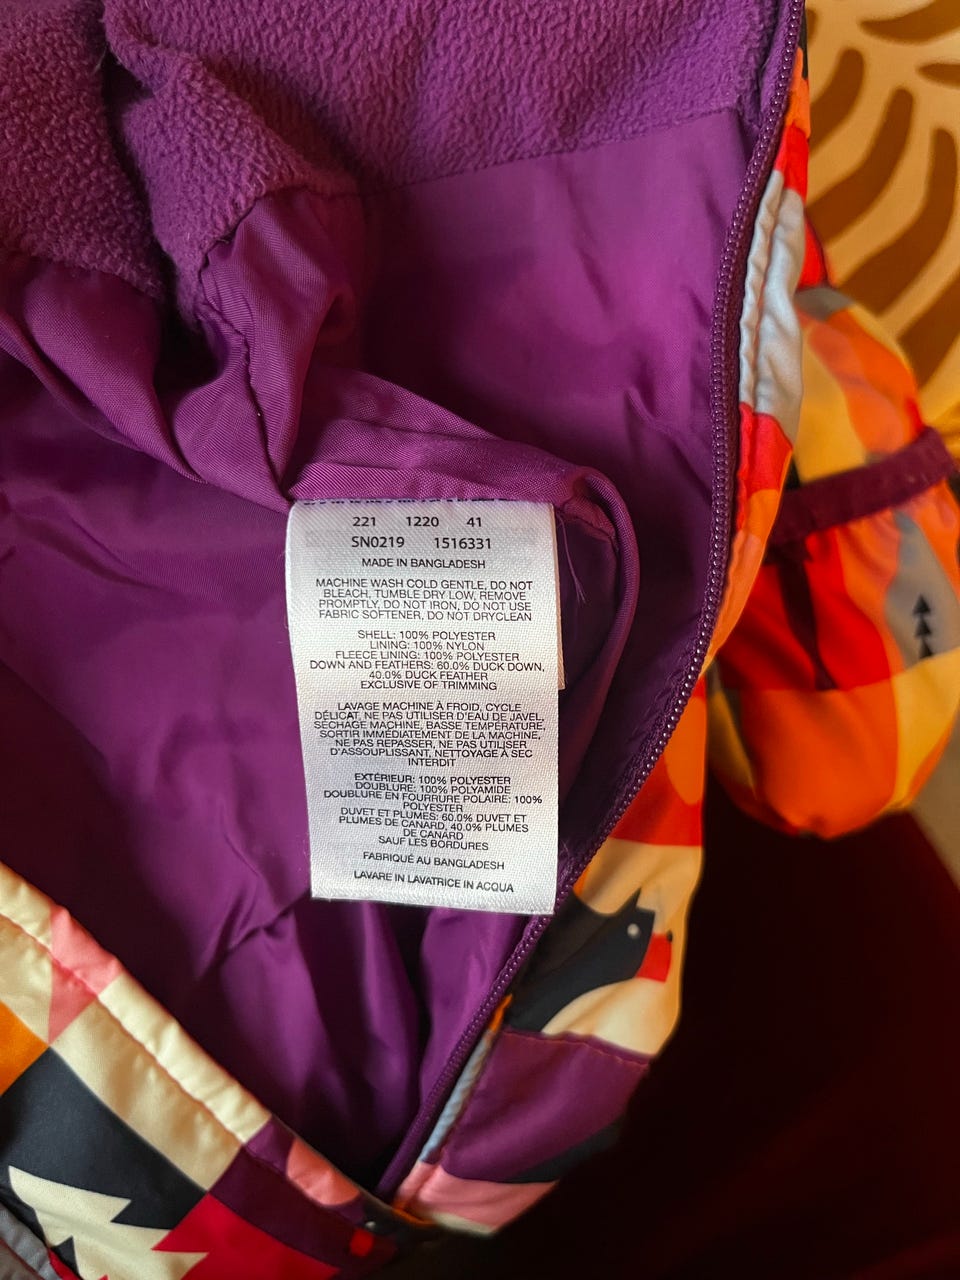 221 1220 41
SN0219 1516331
MADE IN BANGLADESH
MACHINE WASH COLD GENTLE, DO NOT
BLEACH, TUMBLE DRY LOW, REMOVE
PROMPTLY, DO NOT IRON, DO NOT USE
FABRIC SOFTENER, DO NOT DRYCLEAN
SHELL: 100% POLYESTER
LINING: 100% NYLON
FLEECE LINING: 100% POLYESTER
DOWN AND FEATHERS: 60.0% DUCK DOWN,
40.0% DUCK FEATHER
EXCLUSIVE OF TRIMMING
LAVAGE MACHINE À FROID, CYCLE
DÉLICAT, NE PAS UTILISER D'EAU DE JAVEL,
SÉCHAGE MACHINE, BASSE TEMPÉRATURE,
SORTIR IMMÉDIATEMENT DE LA MACHINE,
NE PAS REPASSER, NE PAS UTILISER
D'ASSOUPLISSANT, NETTOYAGE À SEC
INTERDIT
EXTÉRIEUR: 100% POLYESTER
DOUBLURE: 100% POLYAMIDE
DOUBLURE EN FOURRURE POLAIRE: 100%
POLYESTER
DUVET ET PLUMES: 60.0% DUVET ET
PLUMES DE CANARD, 40.0% PLUMES
DE CANARD
SAUF LES BORDURES
FABRIQUÉ AU BANGLADESH
LAVARE IN LAVATRICE IN ACQUA